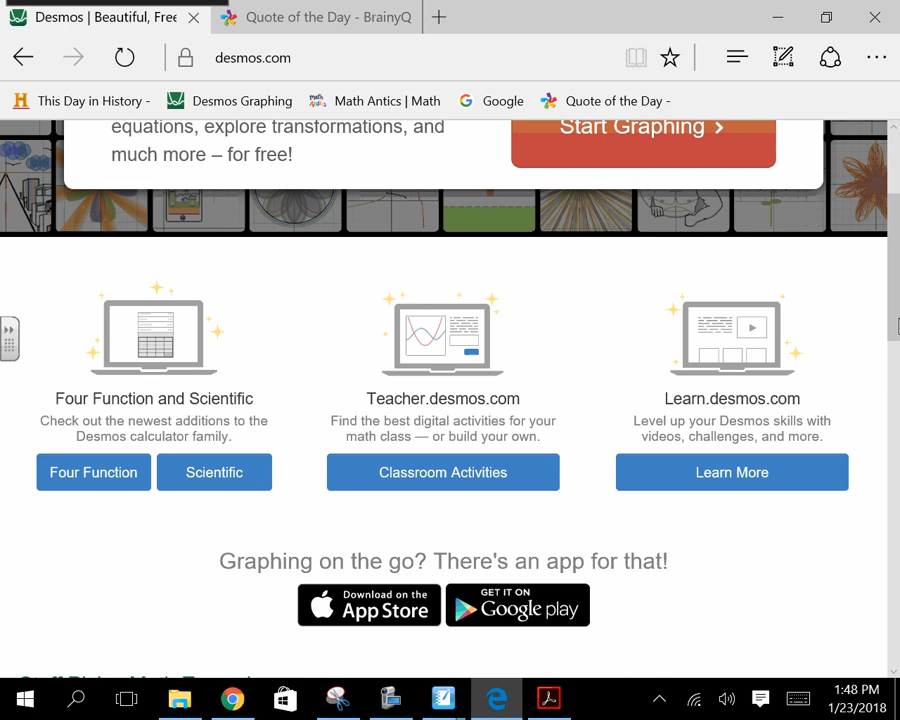 Desmos | Beautiful, Free
Quote of the Day - BrainyQ
desmos.com
This Day in History -
Desmos Graphing
Math Antics | Math
Google
Quote of the Day -
equations, explore transformations, and
much more – for free!
Start Graphing
Four Function and Scientific
Check out the newest additions to the
Desmos calculator family.
Four Function
Scientific
Teacher.desmos.com
Find the best digital activities for your
math class — or build your own.
Classroom Activities
Learn.desmos.com
Level up your Desmos skills with
videos, challenges, and more.
Learn More
Graphing on the go? There's an app for that!
Download on the
App Store
GET IT ON
Google play
1:48 PM
1/23/2018